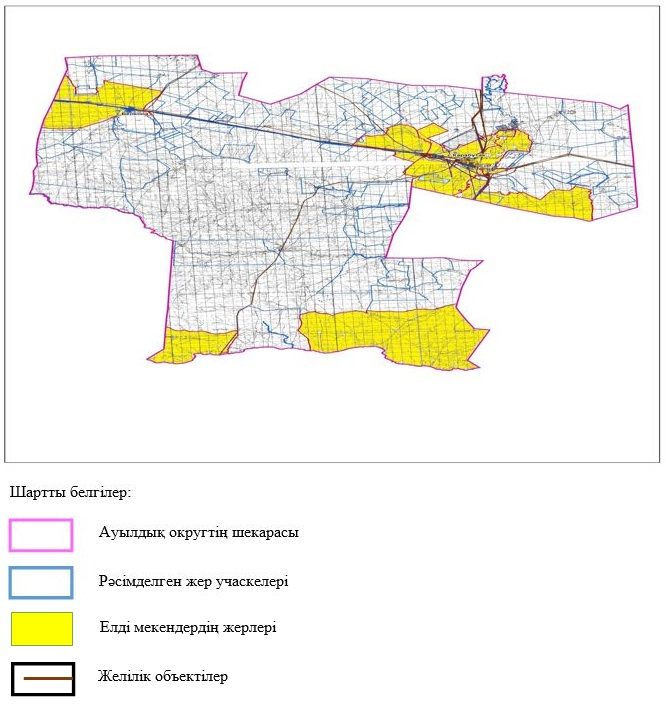 Шартты белгілер:
Ауылдық округтің шекарасы
Рәсімделген жер учаскелері
Елді мекендердің жерлері
Желілік объектілер